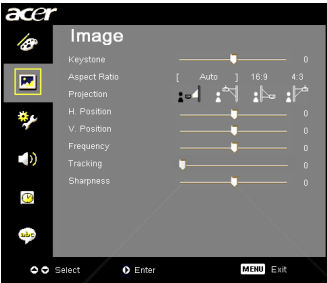 acer
Image
Keystone 0
Aspect Ratio [ Auto ] 16:9 4:3
Projection
H. Position 0
V. Position 0
Frequency 0
Tracking 0
Sharpness 0
abc
Select Enter MENU Exit